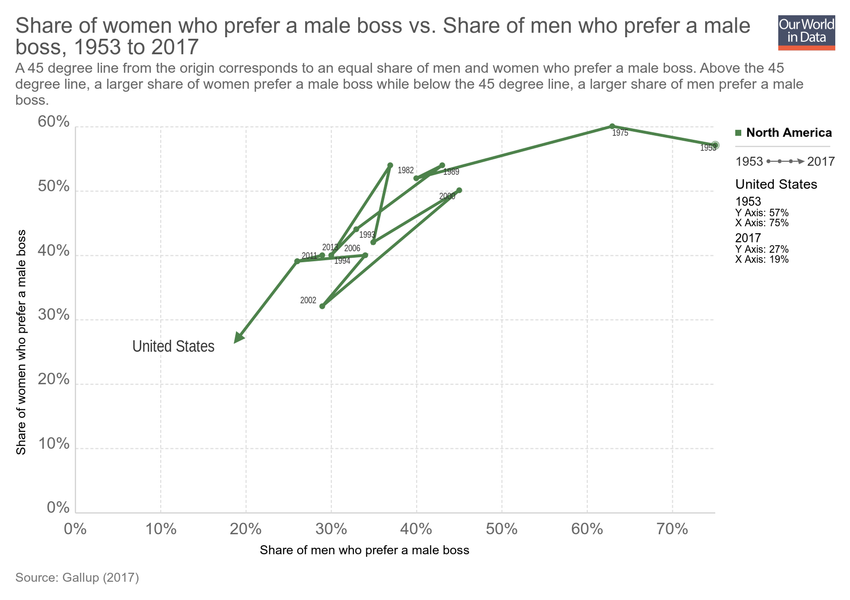 Share of women who prefer a male boss vs. Share of men who prefer a male
boss, 1953 to 2017
Our World
in Data
A 45 degree line from the origin corresponds to an equal share of men and women who prefer a male boss. Above the 45
degree line, a larger share of women prefer a male boss while below the 45 degree line, a larger share of men prefer a male
boss.
60%
50%
40%
30%
20%
10%
0%
Share of women who prefer a male boss
1975
1953
1982
1989
2000
1993
2013
2011
2006
1994
2002
United States
0%
10%
20%
30%
40%
50%
60%
70%
Share of men who prefer a male boss
North America
1953
2017
United States
1953
Y Axis: 57%
X Axis: 75%
2017
Y Axis: 27%
X Axis: 19%
Source: Gallup (2017)